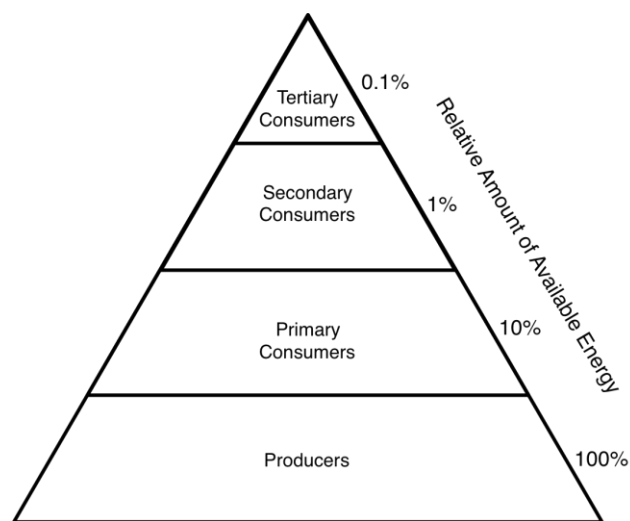 Tertiary
Consumers
0.1%
Secondary
Consumers
1%
Primary
Consumers
10%
Producers
100%
Relative Amount of Available Energy